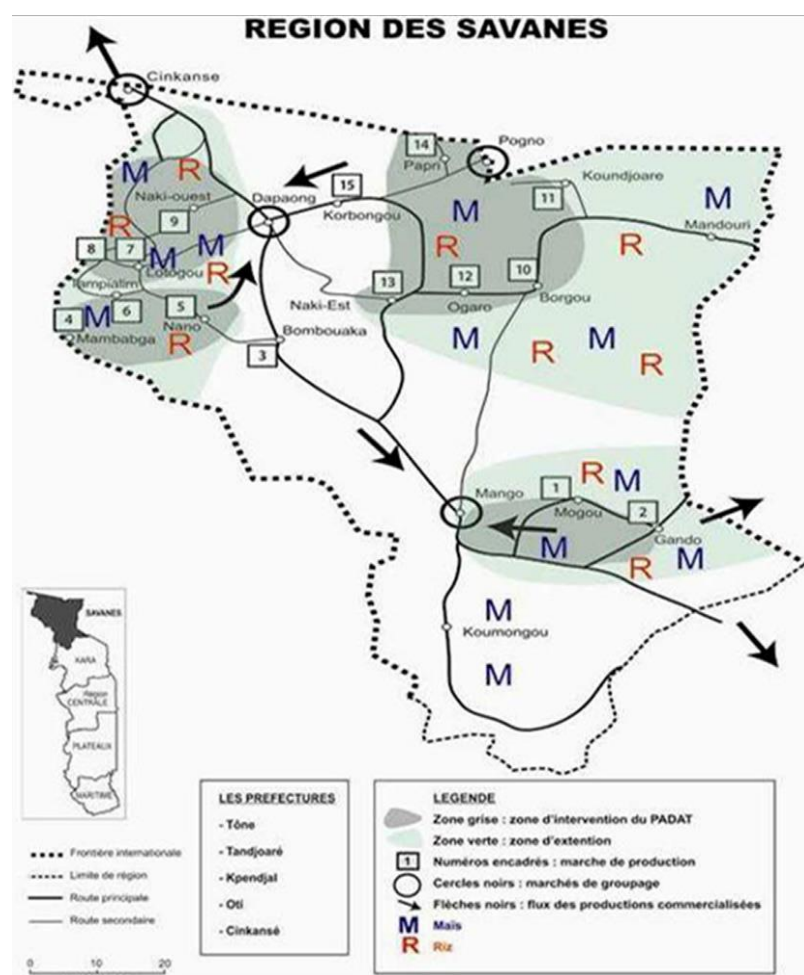 REGION DES SAVANES
Cinkanse
14
Pogno
Papri
M
R
15
Koundjoare
11
M
Naki-ouest
Dapaong
Korbongou
M
9
R
Mandouri
8
7
M
M
R
R
Lotogou
R
10
Tampialim
13
12
Borgou
Naki-Est
Ogaro
5
6
4
M
Nano
Bombouaka
M
M
Mambabga
R
3
R
R
R
M
Mango
1
Mogou
2
Gando
M
M
R
M
Koumongou
M
SAVANES
KARA
Région
CENTRALE
PLATEAUX
MARITIME
Frontière internationale
Limite de région
Route principale
Route secondaire
0 10 20
LES PREFECTURES
- Tône
- Tandjoaré
- Kpendjal
- Oti
- Cinkansé
LEGENDE
Zone grise : zone d'intervention du PADAT
Zone verte : zone d'extention
1 Numéros encadrés : marche de production
Cercles noirs : marchés de groupage
Flèches noirs : flux des productions commercialisées
M Maïs
R Riz